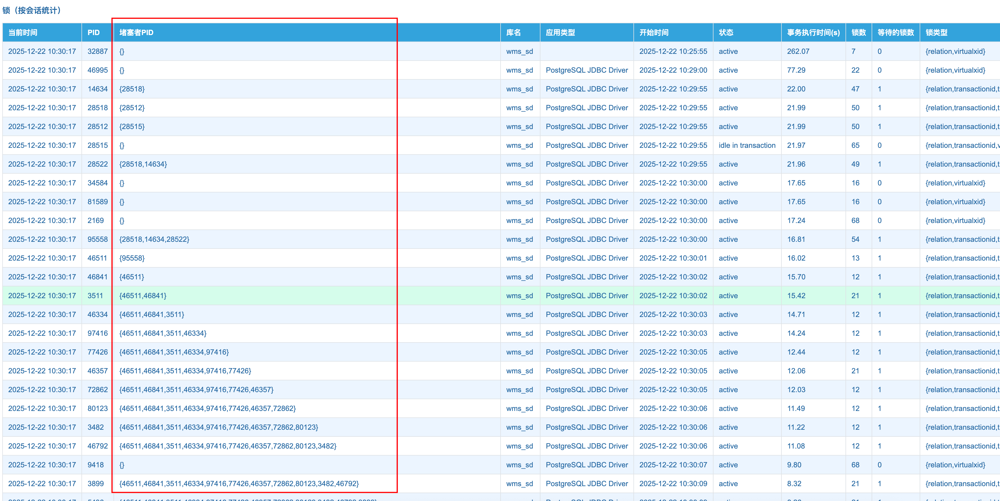 锁（按会话统计）
当前时间 PID 堵塞者PID 库名 应用类型 开始时间 状态 事务执行时间(s) 锁数 等待的锁数 锁类型
2025-12-22 10:30:17 32887 {} wms_sd 2025-12-22 10:25:55 active 262.07 7 0 {relation,virtualxid}
2025-12-22 10:30:17 46995 {} wms_sd PostgreSQL JDBC Driver 2025-12-22 10:29:00 active 77.29 22 0 {relation,virtualxid}
2025-12-22 10:30:17 14634 {28518} wms_sd PostgreSQL JDBC Driver 2025-12-22 10:29:55 active 22.00 47 1 {relation,transactionid,t
2025-12-22 10:30:17 28518 {28512} wms_sd PostgreSQL JDBC Driver 2025-12-22 10:29:55 active 21.99 50 1 {relation,transactionid,t
2025-12-22 10:30:17 28512 {28515} wms_sd PostgreSQL JDBC Driver 2025-12-22 10:29:55 active 21.99 50 1 {relation,transactionid,t
2025-12-22 10:30:17 28515 {} wms_sd PostgreSQL JDBC Driver 2025-12-22 10:29:55 idle in transaction 21.97 65 0 {relation,transactionid,v
2025-12-22 10:30:17 28522 {28518,14634} wms_sd PostgreSQL JDBC Driver 2025-12-22 10:29:55 active 21.96 49 1 {relation,transactionid,t
2025-12-22 10:30:17 34584 {} wms_sd PostgreSQL JDBC Driver 2025-12-22 10:30:00 active 17.65 16 0 {relation,virtualxid}
2025-12-22 10:30:17 81589 {} wms_sd PostgreSQL JDBC Driver 2025-12-22 10:30:00 active 17.65 16 0 {relation,virtualxid}
2025-12-22 10:30:17 2169 {} wms_sd PostgreSQL JDBC Driver 2025-12-22 10:30:00 active 17.24 68 0 {relation,virtualxid}
2025-12-22 10:30:17 95558 {28518,14634,28522} wms_sd PostgreSQL JDBC Driver 2025-12-22 10:30:00 active 16.81 54 1 {relation,transactionid,t
2025-12-22 10:30:17 46511 {95558} wms_sd PostgreSQL JDBC Driver 2025-12-22 10:30:01 active 16.02 13 1 {relation,transactionid,t
2025-12-22 10:30:17 46841 {46511} wms_sd PostgreSQL JDBC Driver 2025-12-22 10:30:02 active 15.70 12 1 {relation,transactionid,t
2025-12-22 10:30:17 3511 {46511,46841} wms_sd PostgreSQL JDBC Driver 2025-12-22 10:30:02 active 15.42 21 1 {relation,transactionid,t
2025-12-22 10:30:17 46334 {46511,46841,3511} wms_sd PostgreSQL JDBC Driver 2025-12-22 10:30:03 active 14.71 12 1 {relation,transactionid,t
2025-12-22 10:30:17 97416 {46511,46841,3511,46334} wms_sd PostgreSQL JDBC Driver 2025-12-22 10:30:03 active 14.24 12 1 {relation,transactionid,t
2025-12-22 10:30:17 77426 {46511,46841,3511,46334,97416} wms_sd PostgreSQL JDBC Driver 2025-12-22 10:30:05 active 12.44 12 1 {relation,transactionid,t
2025-12-22 10:30:17 46357 {46511,46841,3511,46334,97416,77426} wms_sd PostgreSQL JDBC Driver 2025-12-22 10:30:05 active 12.06 21 1 {relation,transactionid,t
2025-12-22 10:30:17 72862 {46511,46841,3511,46334,97416,77426,46357} wms_sd PostgreSQL JDBC Driver 2025-12-22 10:30:05 active 12.03 12 1 {relation,transactionid,t
2025-12-22 10:30:17 80123 {46511,46841,3511,46334,97416,77426,46357,72862} wms_sd PostgreSQL JDBC Driver 2025-12-22 10:30:06 active 11.49 12 1 {relation,transactionid,t
2025-12-22 10:30:17 3482 {46511,46841,3511,46334,97416,77426,46357,72862,80123} wms_sd PostgreSQL JDBC Driver 2025-12-22 10:30:06 active 11.22 12 1 {relation,transactionid,t
2025-12-22 10:30:17 46792 {46511,46841,3511,46334,97416,77426,46357,72862,80123,3482} wms_sd PostgreSQL JDBC Driver 2025-12-22 10:30:06 active 11.08 12 1 {relation,transactionid,t
2025-12-22 10:30:17 9418 {} wms_sd PostgreSQL JDBC Driver 2025-12-22 10:30:07 active 9.80 68 0 {relation,virtualxid}
2025-12-22 10:30:17 3899 {46511,46841,3511,46334,97416,77426,46357,72862,80123,3482,46792} wms_sd PostgreSQL JDBC Driver 2025-12-22 10:30:09 active 8.32 21 1 {relation,transactionid,t